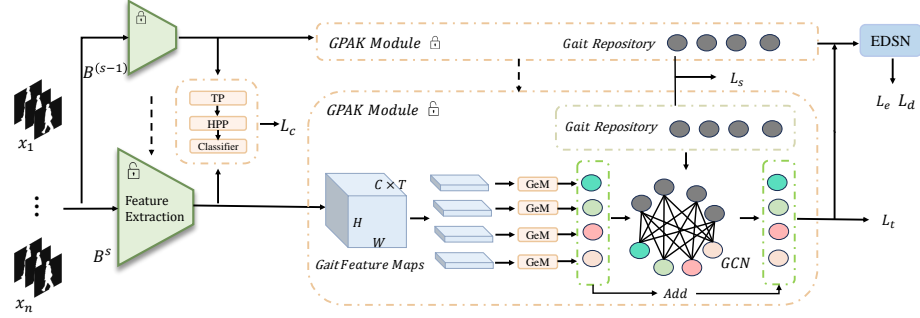 GPAK Module
Gait Repository
EDSN
B^(s−1)
L_s
L_e L_d
TP
HPP
Classifier
L_c
GPAK Module
Gait Repository
x_1
Feature
Extraction
C × T
H
W
Gait Feature Maps
GeM
GeM
GeM
GeM
GCN
Add
L_t
B^s
x_n